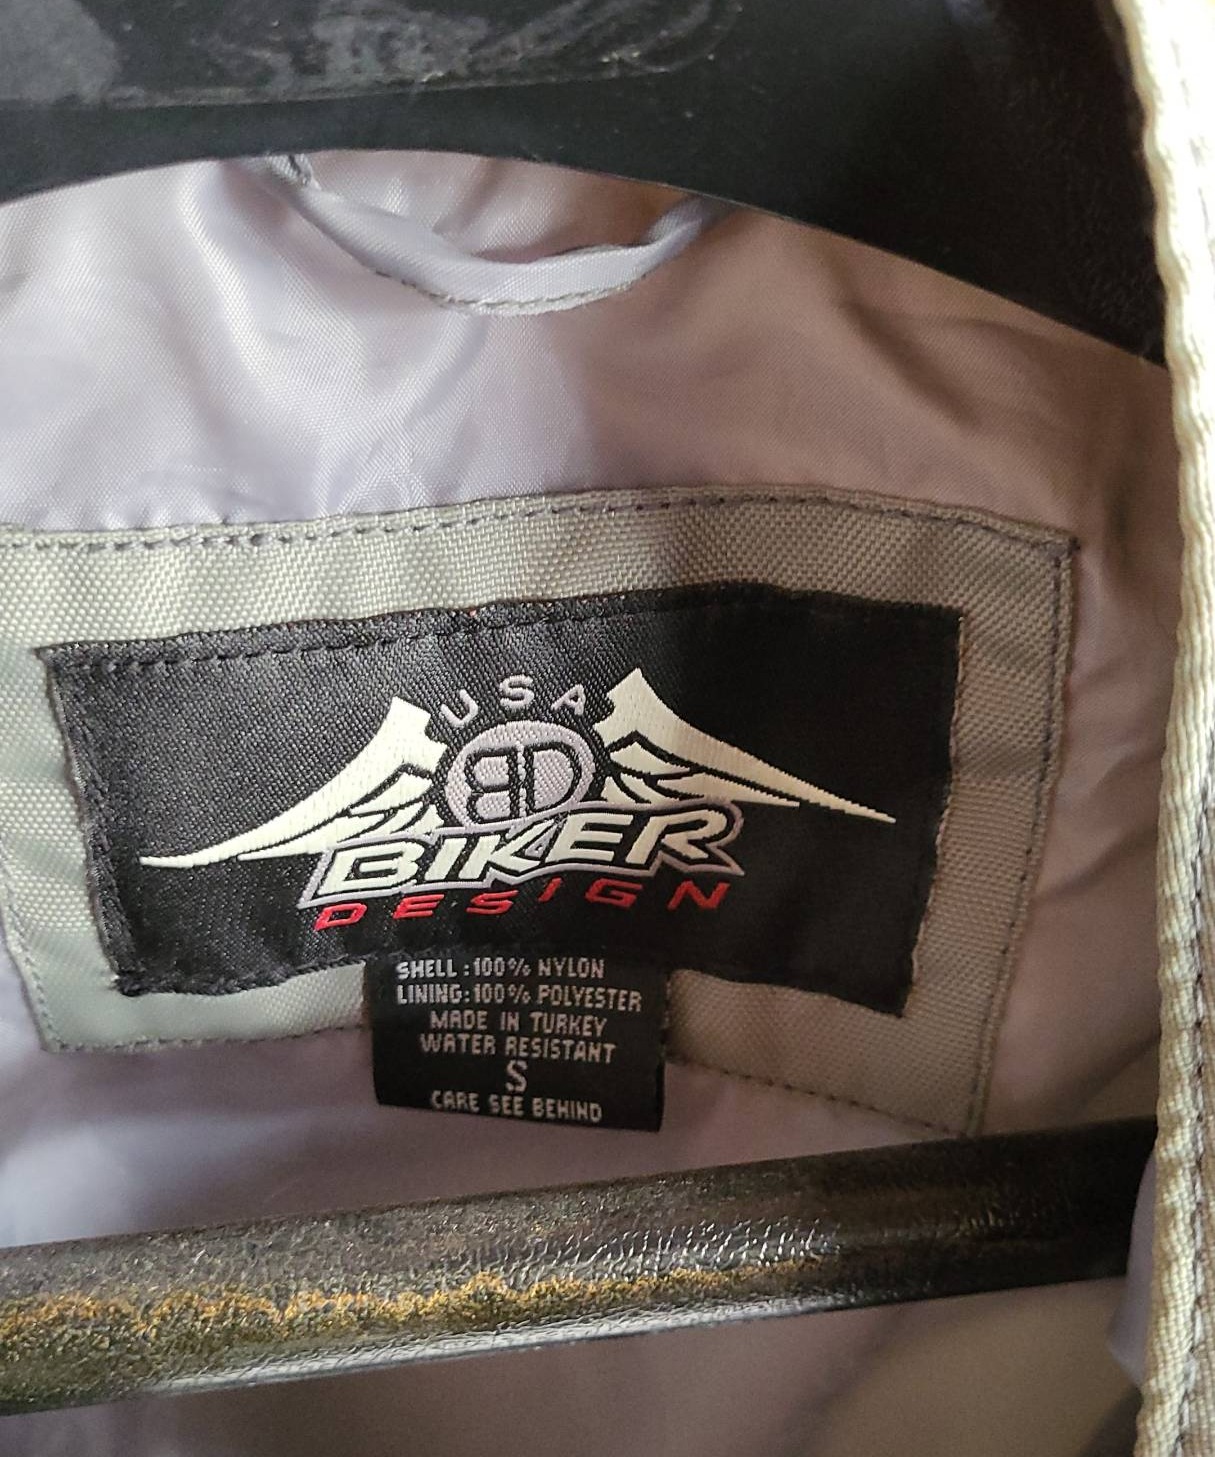 USA
BD
BIKER
DESIGN
SHELL:100% NYLON
LINING:100% POLYESTER
MADE IN TURKEY
WATER RESISTANT
S
CARE SEE BEHIND